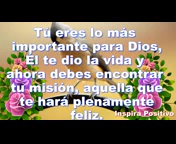 Tú eres lo más
importante para Dios,
Él te dio la vida y
ahora debes encontrar
tu misión, aquella que
te hará plenamente
feliz.
Inspira Positivo